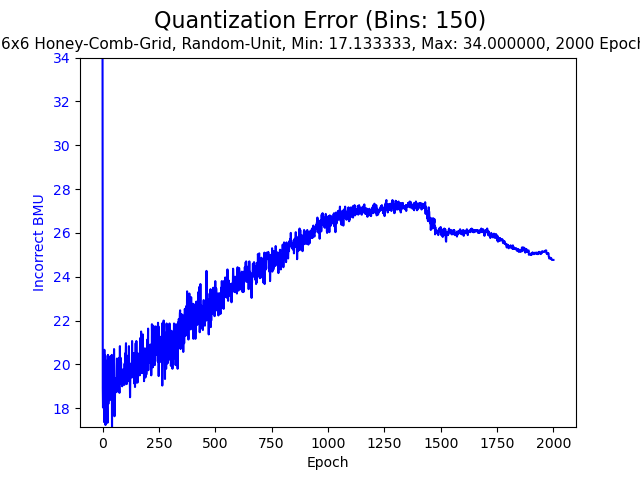 Quantization Error (Bins: 150)
6x6 Honey-Comb-Grid, Random-Unit, Min: 17.133333, Max: 34.000000, 2000 Epoch
34
32
30
28
26
24
22
20
18
Incorrect BMU
0 250 500 750 1000 1250 1500 1750 2000
Epoch